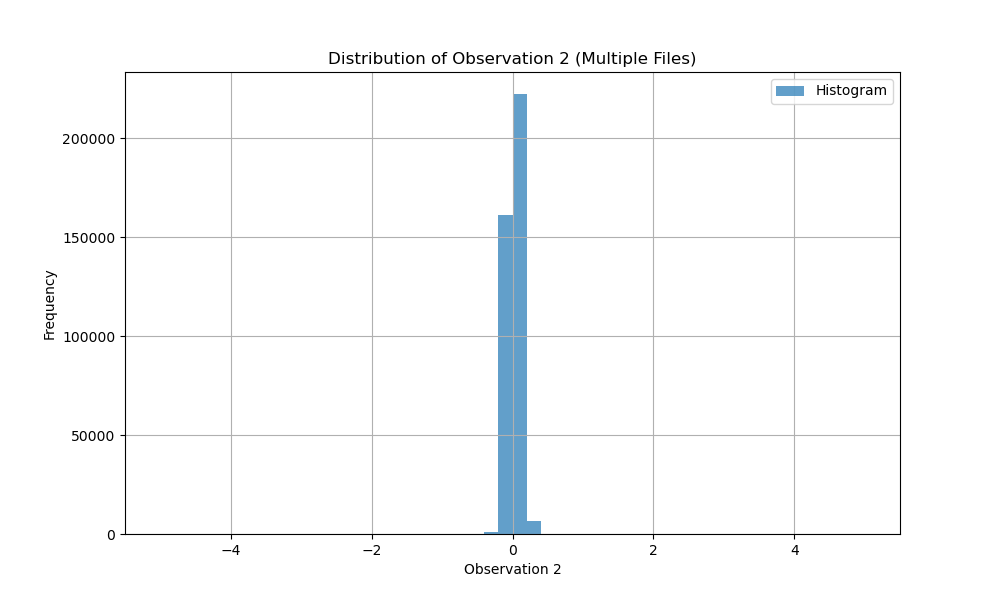 Distribution of Observation 2 (Multiple Files)
Histogram
200000
150000
100000
50000
0
Frequency
−4
−2
0
2
4
Observation 2